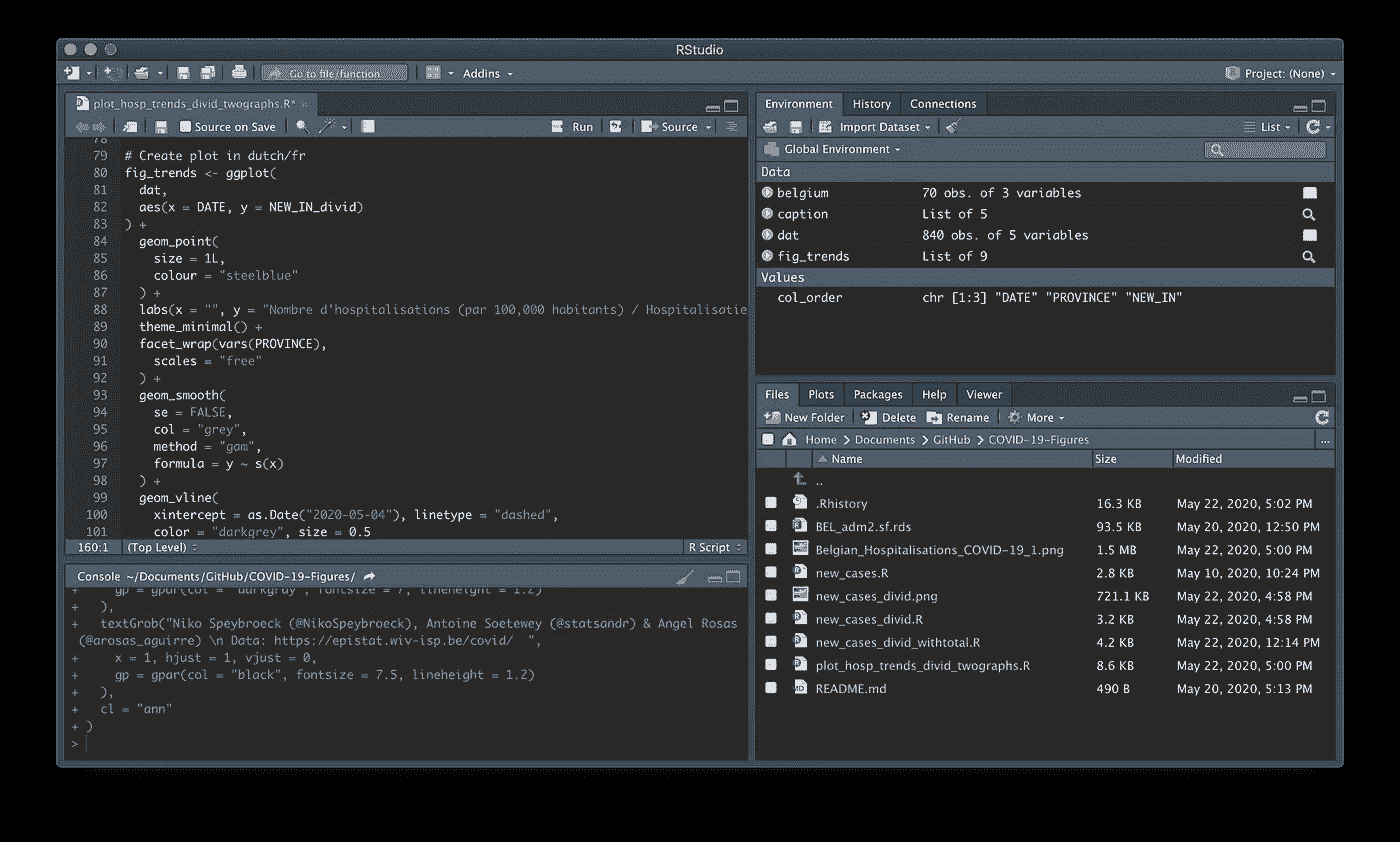 RStudio
Go to file/function
Addins
Project: (None)
plot_hosp_trends_divid_twographs.R*
Source on Save
Run
Source
78
79 # Create plot in dutch/fr
80 fig_trends <- ggplot(
81 dat,
82 aes(x = DATE, y = NEW_IN_divid)
83 ) +
84 geom_point(
85 size = 1L,
86 colour = "steelblue"
87 ) +
88 labs(x = "", y = "Nombre d'hospitalisations (par 100,000 habitants) / Hospitalisatie
89 theme_minimal() +
90 facet_wrap(vars(PROVINCE),
91 scales = "free"
92 ) +
93 geom_smooth(
94 se = FALSE,
95 col = "grey",
96 method = "gam",
97 formula = y ~ s(x)
98 ) +
99 geom_vline(
100 xintercept = as.Date("2020-05-04"), linetype = "dashed",
101 color = "darkgrey", size = 0.5
160:1 (Top Level) R Script
Console ~/Documents/GitHub/COVID-19-Figures/
+ gp = gpar(col = "darkgray", fontsize = 7, lineheight = 1.2)
+ ),
+ textGrob("Niko Speybroeck (@NikoSpeybroeck), Antoine Soetewey (@statsandr) & Angel Rosas
(@arosas_aguirre) \n Data: https://epistat.wiv-isp.be/covid/ ",
+ x = 1, hjust = 1, vjust = 0,
+ gp = gpar(col = "black", fontsize = 7.5, lineheight = 1.2)
+ ),
+ cl = "ann"
+ )
>
Environment History Connections
Import Dataset List
Global Environment
Data
belgium 70 obs. of 3 variables
caption List of 5
dat 840 obs. of 5 variables
fig_trends List of 9
Values
col_order chr [1:3] "DATE" "PROVINCE" "NEW_IN"
Files Plots Packages Help Viewer
New Folder Delete Rename More
Home Documents GitHub COVID-19-Figures ...
Name Size Modified
..
.Rhistory 16.3 KB May 22, 2020, 5:02 PM
BEL_adm2.sf.rds 93.5 KB May 20, 2020, 12:50 PM
Belgian_Hospitalisations_COVID-19_1.png 1.5 MB May 22, 2020, 5:00 PM
new_cases.R 2.8 KB May 10, 2020, 10:24 PM
new_cases_divid.png 721.1 KB May 22, 2020, 4:58 PM
new_cases_divid.R 3.2 KB May 22, 2020, 4:58 PM
new_cases_divid_withtotal.R 4.2 KB May 22, 2020, 12:14 PM
plot_hosp_trends_divid_twographs.R 8.6 KB May 22, 2020, 5:00 PM
README.md 490 B May 20, 2020, 5:13 PM